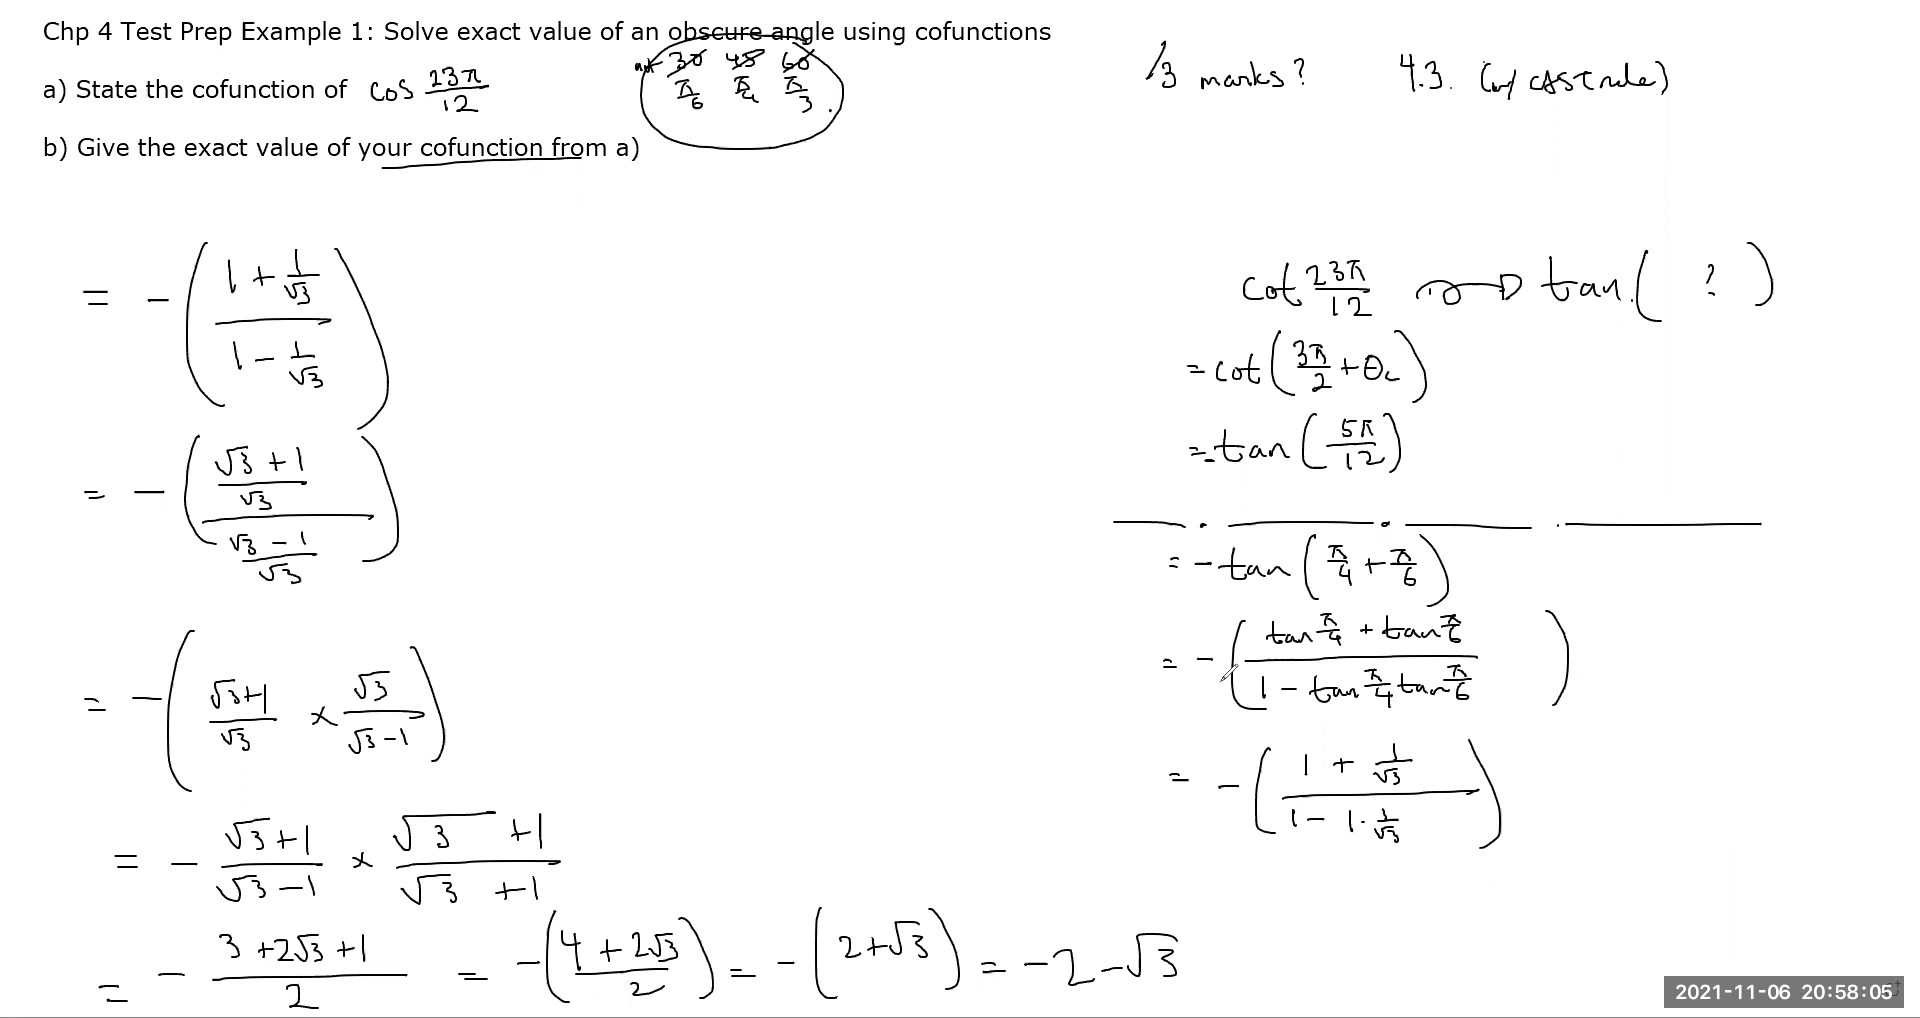 Chp 4 Test Prep Example 1: Solve exact value of an obscure angle using cofunctions
a) State the cofunction of cos 23π/12
not 30 45 60
π/6 π/4 π/3
/3 marks? 4.3. (w/ CAST rule)
b) Give the exact value of your cofunction from a)
= -((1 + 1/√3)/(1 - 1/√3))
= -(((√3 + 1)/√3)/((√3 - 1)/√3))
= -((√3+1)/√3 × √3/(√3-1))
= - (√3+1)/(√3-1) × (√3 +1)/(√3 +1)
= - (3 + 2√3 + 1)/2 = -((4 + 2√3)/2) = -(2+√3) = -2-√3
cot 23π/12 → tan( ? )
= cot(3π/2 + θc)
= -tan(5π/12)
= -tan(π/4 + π/6)
= -((tan π/4 + tan π/6)/(1 - tan π/4 tan π/6))
= -((1 + 1/√3)/(1 - 1·1/√3))
2021-11-06 20:58:05